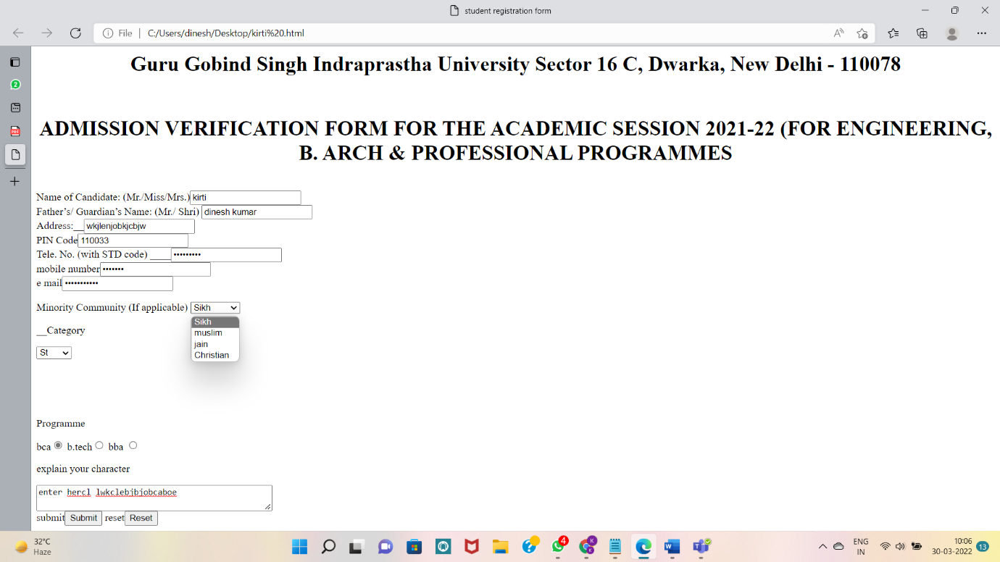 student registration form
File C:/Users/dinesh/Desktop/kirti%20.html
Guru Gobind Singh Indraprastha University Sector 16 C, Dwarka, New Delhi - 110078
ADMISSION VERIFICATION FORM FOR THE ACADEMIC SESSION 2021-22 (FOR ENGINEERING,
B. ARCH & PROFESSIONAL PROGRAMMES
Name of Candidate: (Mr./Miss/Mrs.) kirti
Father’s/ Guardian’s Name: (Mr./ Shri) dinesh kumar
Address:__ wkjlenjobkjcbjw
PIN Code 110033
Tele. No. (with STD code) ____ •••••••••
mobile number •••••••
e mail •••••••••••
Minority Community (If applicable) Sikh
Sikh
muslim
jain
Christian
__Category
St
Programme
bca b.tech bba
explain your character
enter hercl lwkclebjbjobcaboe
submit Submit reset Reset
32°C
Haze
ENG
IN
10:06
30-03-2022
13
2
4
PDF